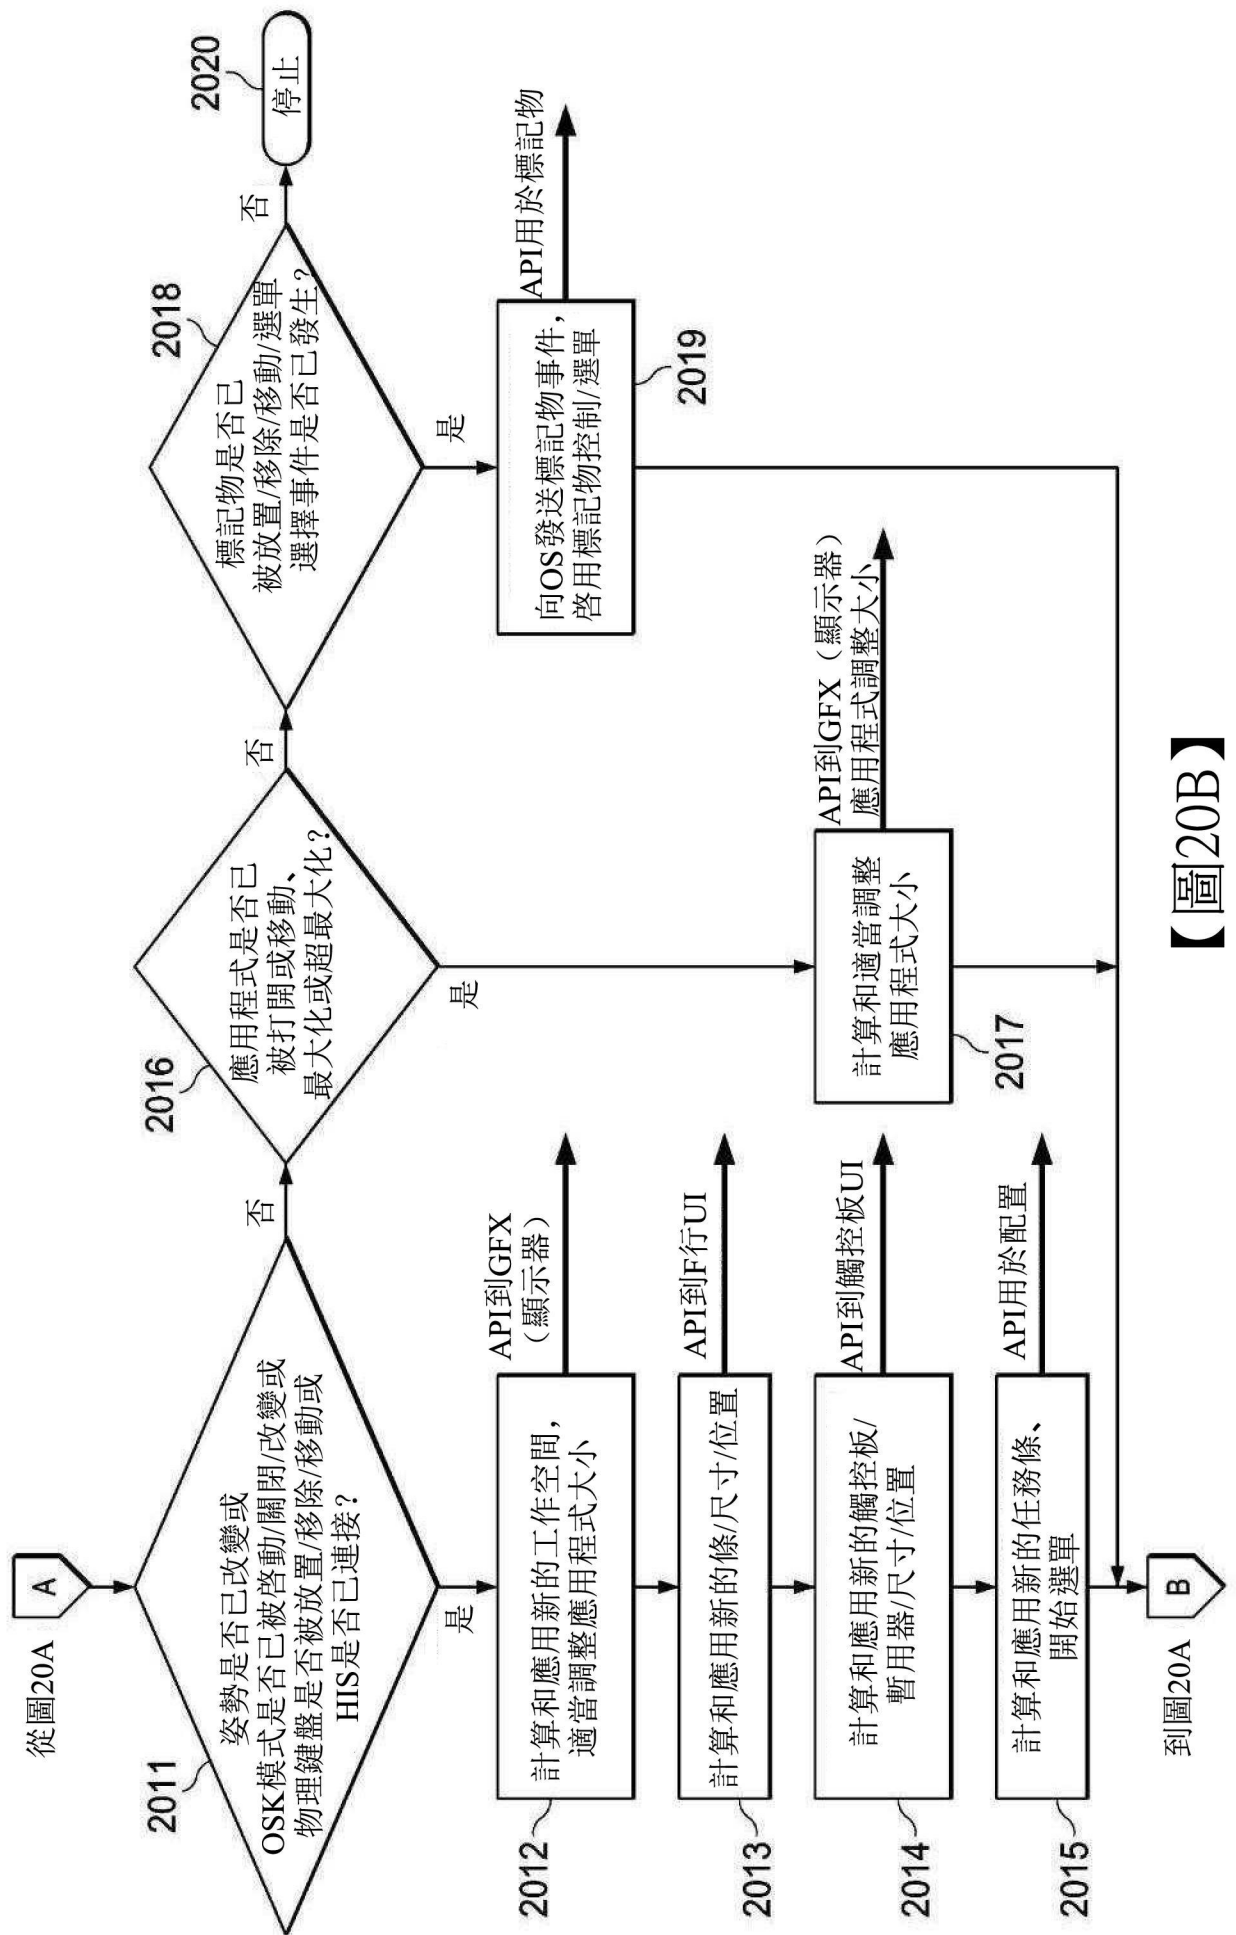 從圖20A
A
2011
姿勢是否已改變或
OSK模式是否已被啓動/關閉/改變或
物理鍵盤是否被放置/移除/移動或
HIS是否已連接?
否
是
2012
計算和應用新的工作空間,
適當調整應用程式大小
API到GFX
（顯示器）
2013
計算和應用新的條/尺寸/位置
API到F行UI
2014
計算和應用新的觸控板/
暫用器/尺寸/位置
API到觸控板UI
2015
計算和應用新的任務條、
開始選單
API用於配置
到圖20A
B
2016
應用程式是否已
被打開或移動、
最大化或超最大化?
否
是
2017
計算和適當調整
應用程式大小
API到GFX（顯示器）
應用程式調整大小
2018
標記物是否已
被放置/移除/移動/選單
選擇事件是否已發生?
否
是
2019
向OS發送標記物事件,
啓用標記物控制/選單
API用於標記物
2020
停止
【圖20B】